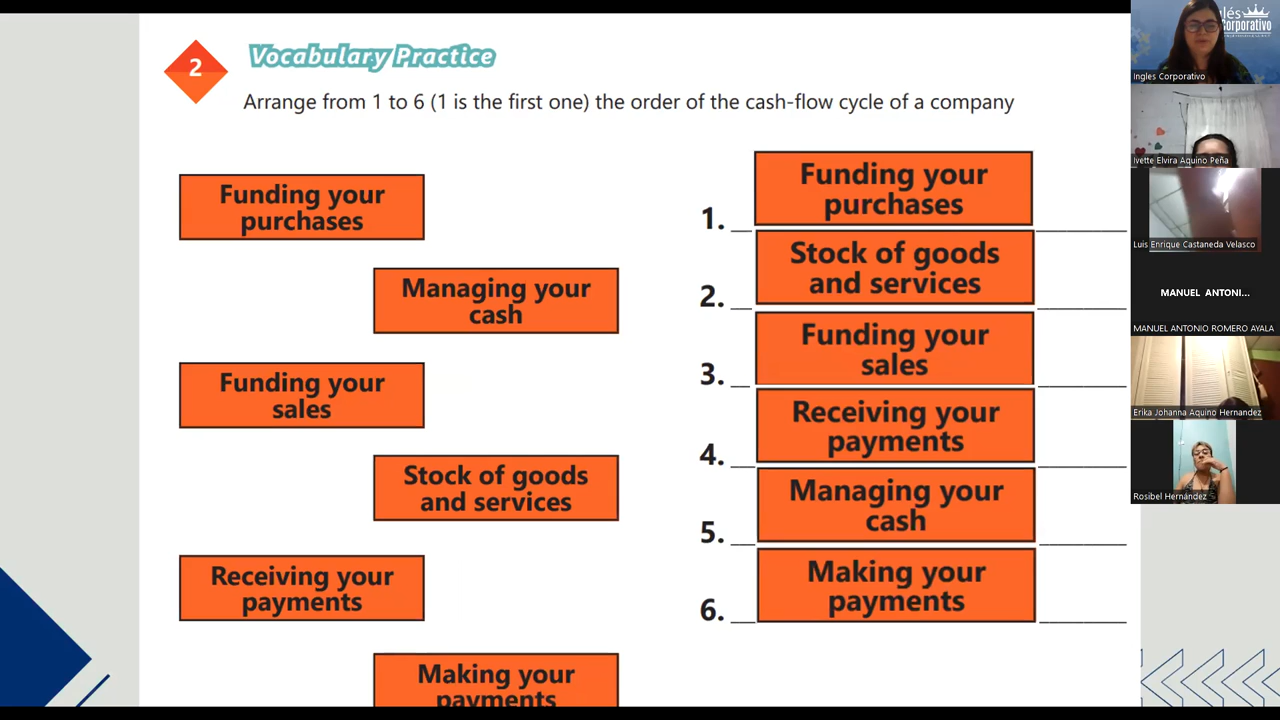 2
Vocabulary Practice
Arrange from 1 to 6 (1 is the first one) the order of the cash-flow cycle of a company
Funding your
purchases
Managing your
cash
Funding your
sales
Stock of goods
and services
Receiving your
payments
Making your
payments
1.
Funding your
purchases
2.
Stock of goods
and services
3.
Funding your
sales
4.
Receiving your
payments
5.
Managing your
cash
6.
Making your
payments
Corporativo
Ingles Corporativo
Ivette Elvira Aquino Peña
Luis Enrique Castaneda Velasco
MANUEL ANTONI...
MANUEL ANTONIO ROMERO AYALA
Erika Johanna Aquino Hernandez
Rosibel Hernández